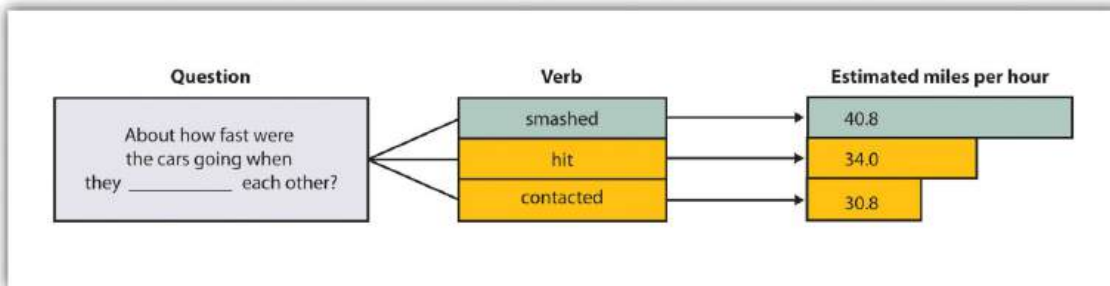 Question
Verb
Estimated miles per hour
About how fast were
the cars going when
they __________ each other?
smashed
hit
contacted
40.8
34.0
30.8